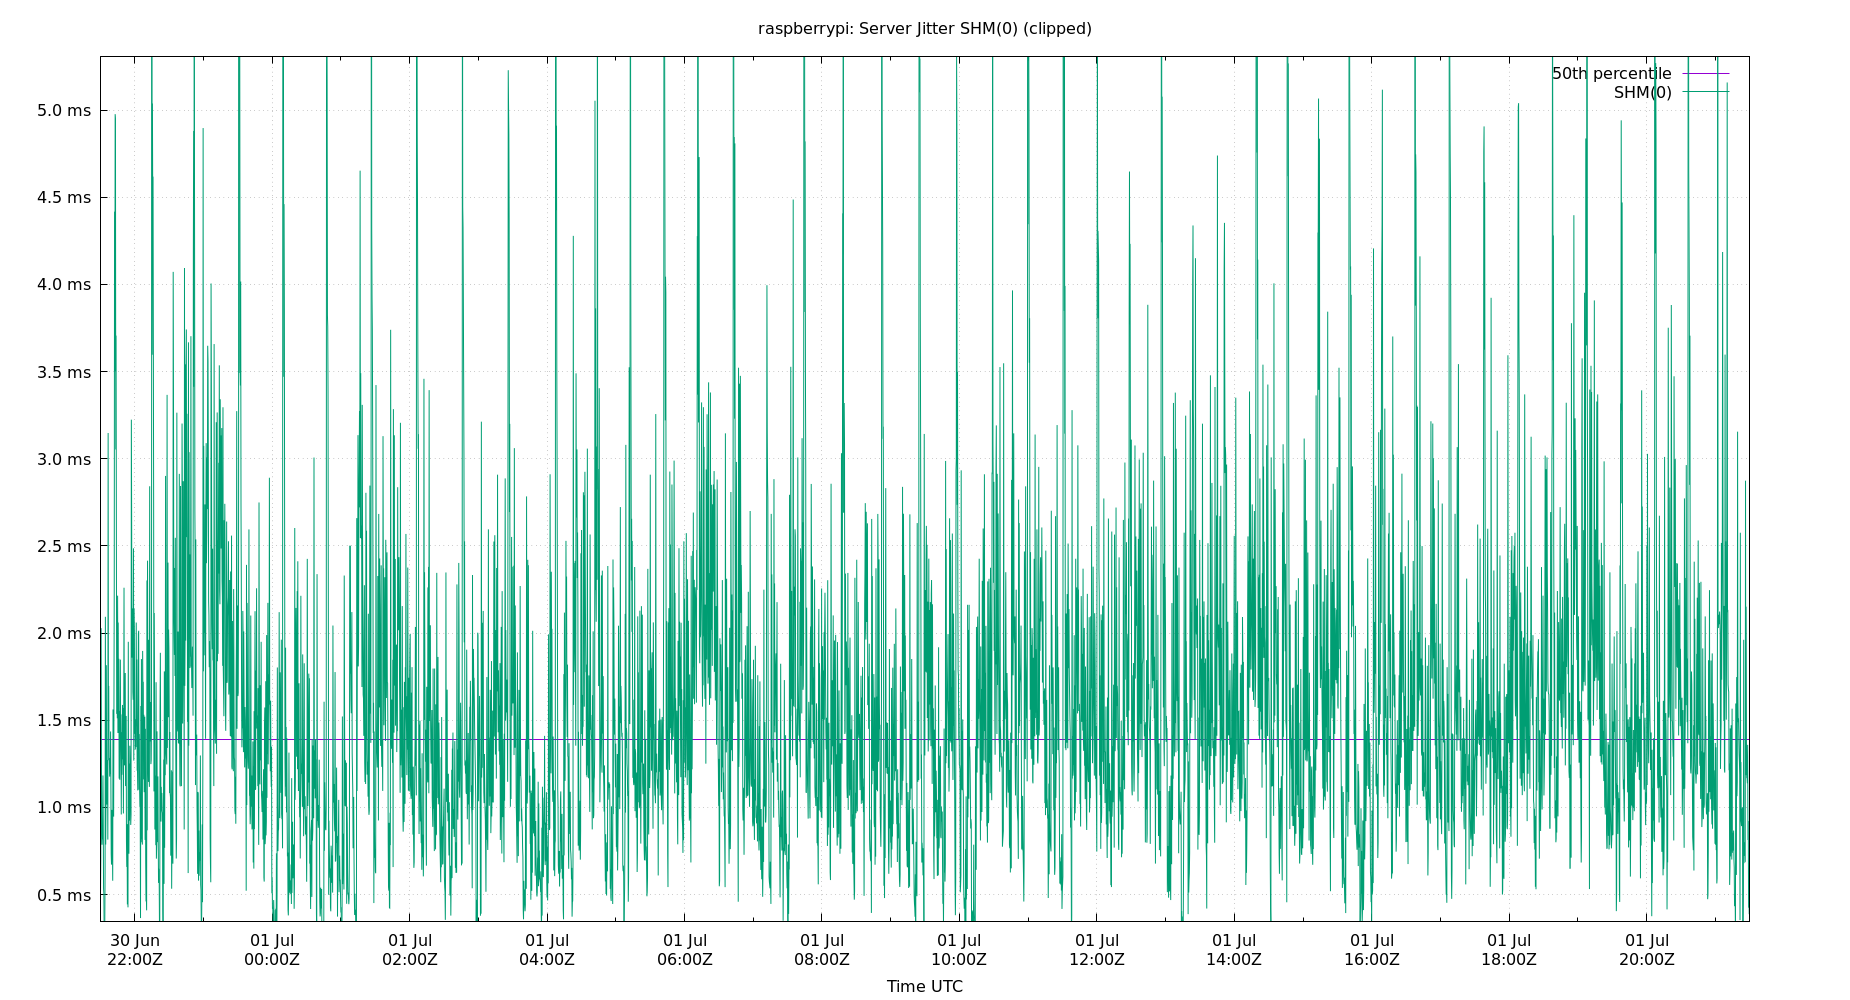 raspberrypi: Server Jitter SHM(0) (clipped)
50th percentile
SHM(0)
5.0 ms
4.5 ms
4.0 ms
3.5 ms
3.0 ms
2.5 ms
2.0 ms
1.5 ms
1.0 ms
0.5 ms
30 Jun 01 Jul 01 Jul 01 Jul 01 Jul 01 Jul 01 Jul 01 Jul 01 Jul 01 Jul 01 Jul 01 Jul
22:00Z 00:00Z 02:00Z 04:00Z 06:00Z 08:00Z 10:00Z 12:00Z 14:00Z 16:00Z 18:00Z 20:00Z
Time UTC